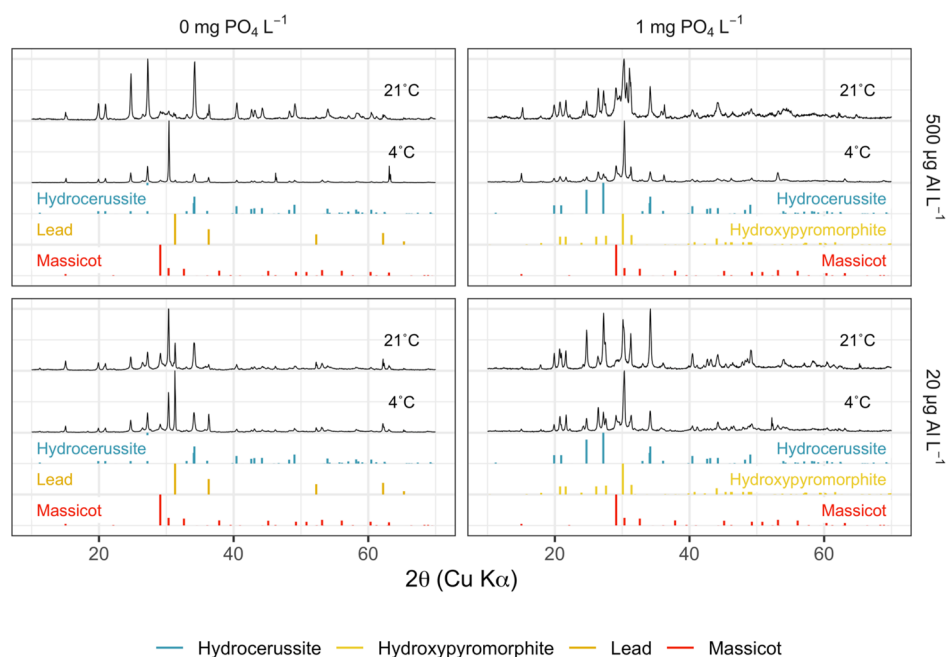 0 mg PO₄ L⁻¹ 1 mg PO₄ L⁻¹
21˚C 21˚C
4˚C 4˚C
500 µg Al L⁻¹
Hydrocerussite Hydrocerussite
Lead Hydroxypyromorphite
Massicot Massicot
21˚C 21˚C
4˚C 4˚C
20 µg Al L⁻¹
Hydrocerussite Hydrocerussite
Lead Hydroxypyromorphite
Massicot Massicot
20 40 60 20 40 60
2θ (Cu Kα)
Hydrocerussite Hydroxypyromorphite Lead Massicot